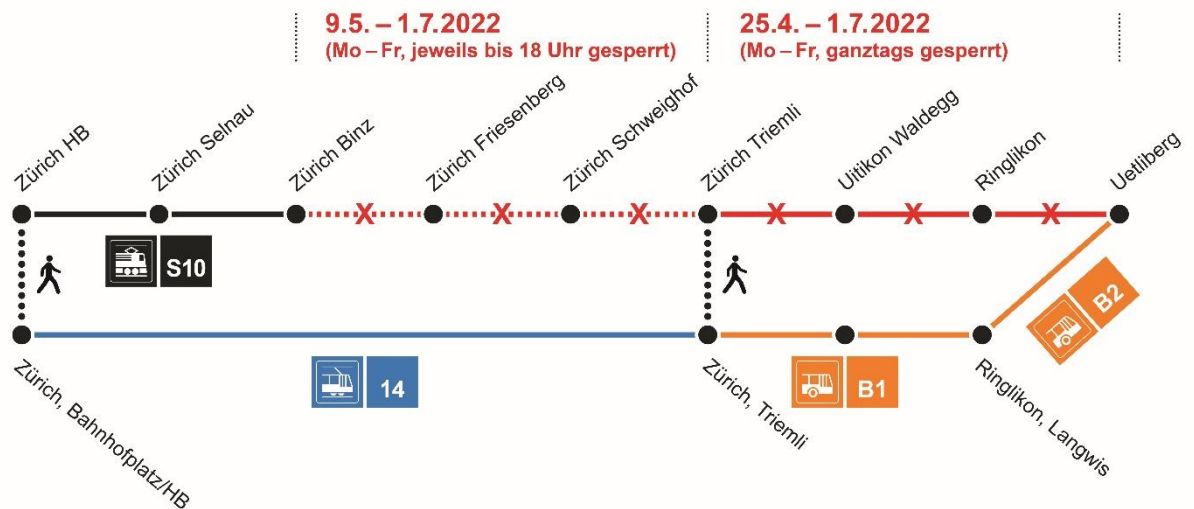 9.5. – 1.7.2022
(Mo – Fr, jeweils bis 18 Uhr gesperrt)
25.4. – 1.7.2022
(Mo – Fr, ganztags gesperrt)
Zürich HB
Zürich Selnau
Zürich Binz
Zürich Friesenberg
Zürich Schweighof
Zürich Triemli
Uitikon Waldegg
Ringlikon
Uetliberg
X
X
X
X
X
X
S10
B2
14
B1
Zürich, Bahnhofplatz/HB
Zürich, Triemli
Ringlikon, Langwis